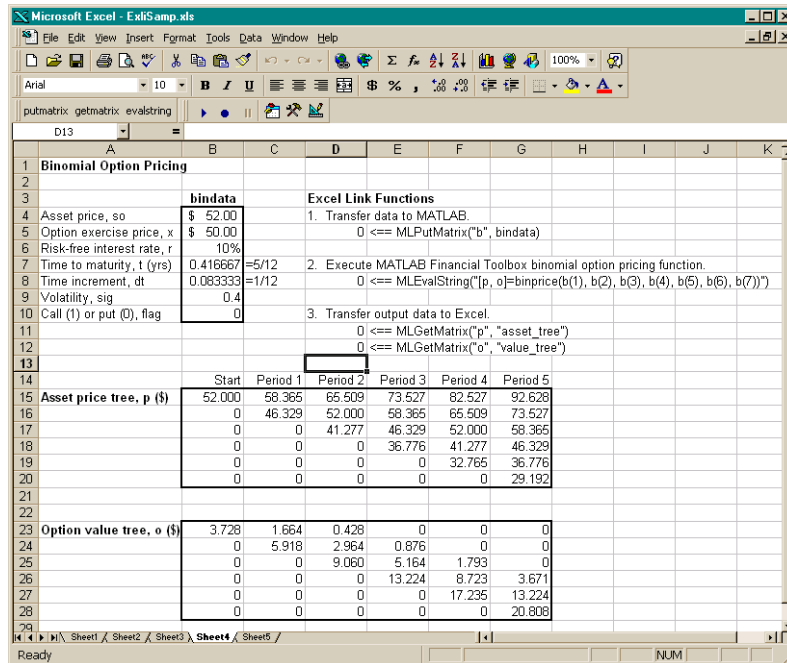 Microsoft Excel - ExliSamp.xls
File Edit View Insert Format Tools Data Window Help
100%
Arial 10 B I U $ % ,
putmatrix getmatrix evalstring
D13 =
A B C D E F G H I J K
1 Binomial Option Pricing
2
3 bindata Excel Link Functions
4 Asset price, so $ 52.00 1. Transfer data to MATLAB.
5 Option exercise price, x $ 50.00 0 <== MLPutMatrix("b", bindata)
6 Risk-free interest rate, r 10%
7 Time to maturity, t (yrs) 0.416667 =5/12 2. Execute MATLAB Financial Toolbox binomial option pricing function.
8 Time increment, dt 0.083333 =1/12 0 <== MLEvalString("[p, o]=binprice(b(1), b(2), b(3), b(4), b(5), b(6), b(7))")
9 Volatility, sig 0.4
10 Call (1) or put (0), flag 0 3. Transfer output data to Excel.
11 0 <== MLGetMatrix("p", "asset_tree")
12 0 <== MLGetMatrix("o", "value_tree")
13
14 Start Period 1 Period 2 Period 3 Period 4 Period 5
15 Asset price tree, p ($) 52.000 58.365 65.509 73.527 82.527 92.628
16 0 46.329 52.000 58.365 65.509 73.527
17 0 0 41.277 46.329 52.000 58.365
18 0 0 0 36.776 41.277 46.329
19 0 0 0 0 32.765 36.776
20 0 0 0 0 0 29.192
21
22
23 Option value tree, o ($) 3.728 1.664 0.428 0 0 0
24 0 5.918 2.964 0.876 0 0
25 0 0 9.060 5.164 1.793 0
26 0 0 0 13.224 8.723 3.671
27 0 0 0 0 17.235 13.224
28 0 0 0 0 0 20.808
29
Sheet1 Sheet2 Sheet3 Sheet4 Sheet5
Ready NUM